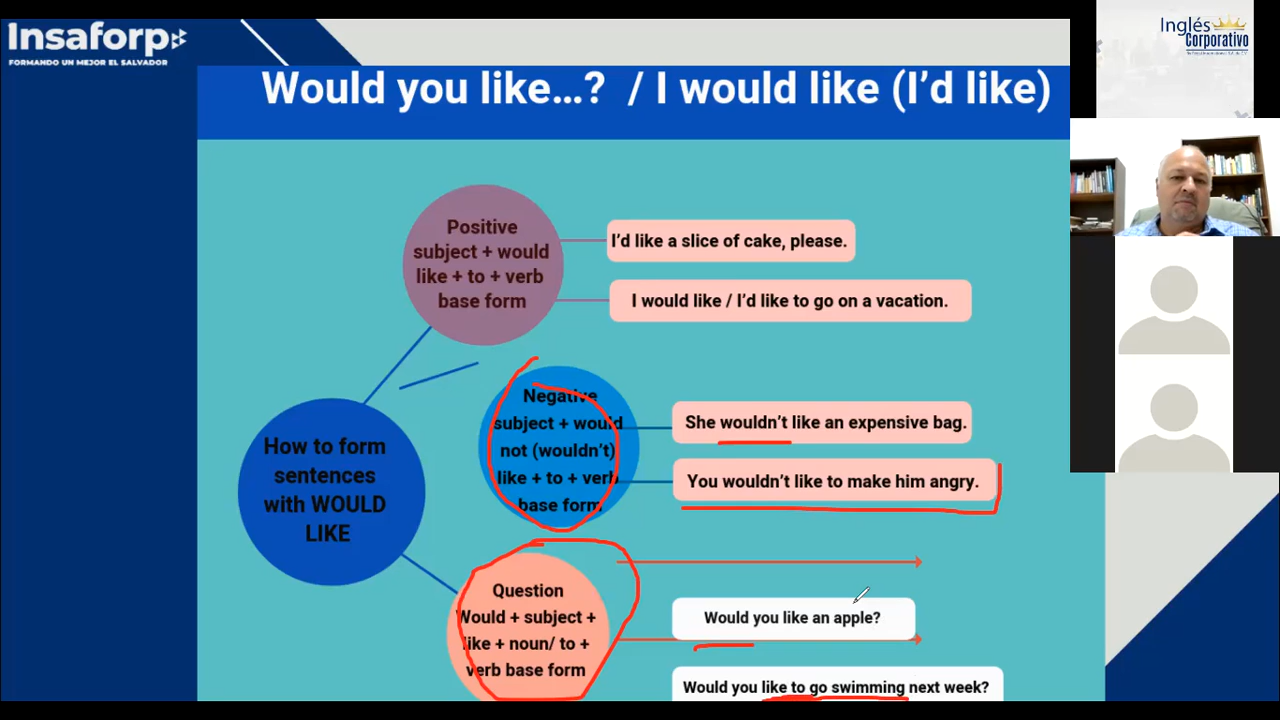 Insaforp
FORMANDO UN MEJOR EL SALVADOR
Inglés
Corporativo
Would you like...? / I would like (I'd like)
Positive
subject + would
like + to + verb
base form
I'd like a slice of cake, please.
I would like / I'd like to go on a vacation.
How to form
sentences
with WOULD
LIKE
Negative
subject + would
not (wouldn't)
like + to + verb
base form
She wouldn't like an expensive bag.
You wouldn't like to make him angry.
Question
Would + subject +
like + noun/ to +
verb base form
Would you like an apple?
Would you like to go swimming next week?